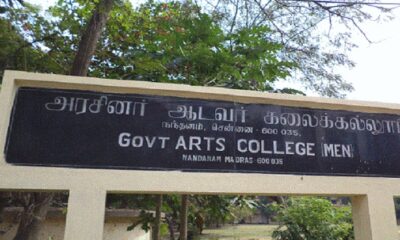 அரசினர் ஆடவர் கலைக்கல்லூரி
நந்தனம், சென்னை - 600 035.
GOVT ARTS COLLEGE (MEN)
NANDANAM MADRAS 600 035